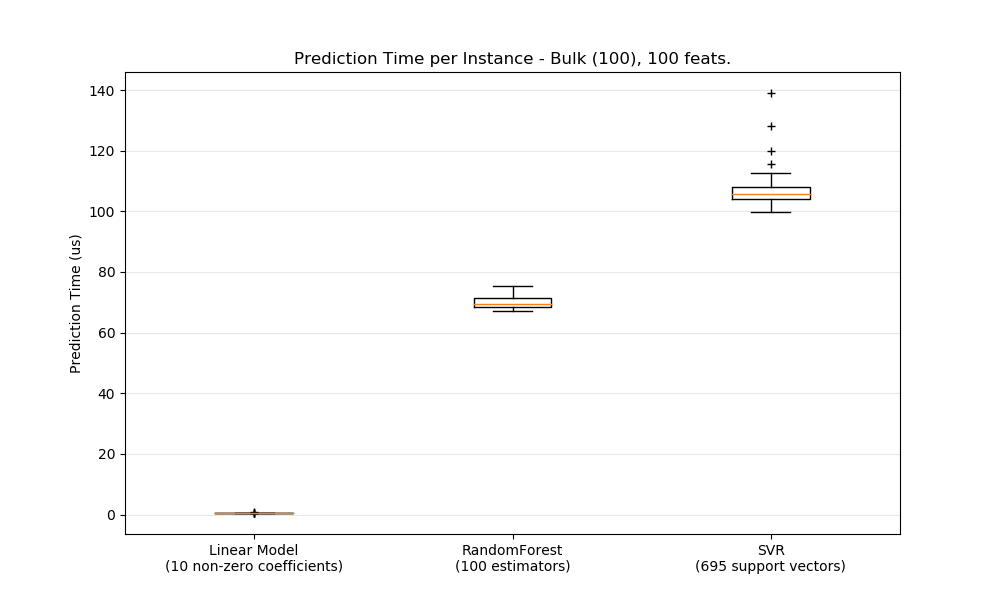 Prediction Time per Instance - Bulk (100), 100 feats.
Prediction Time (us)
140
120
100
80
60
40
20
0
Linear Model
(10 non-zero coefficients)
RandomForest
(100 estimators)
SVR
(695 support vectors)